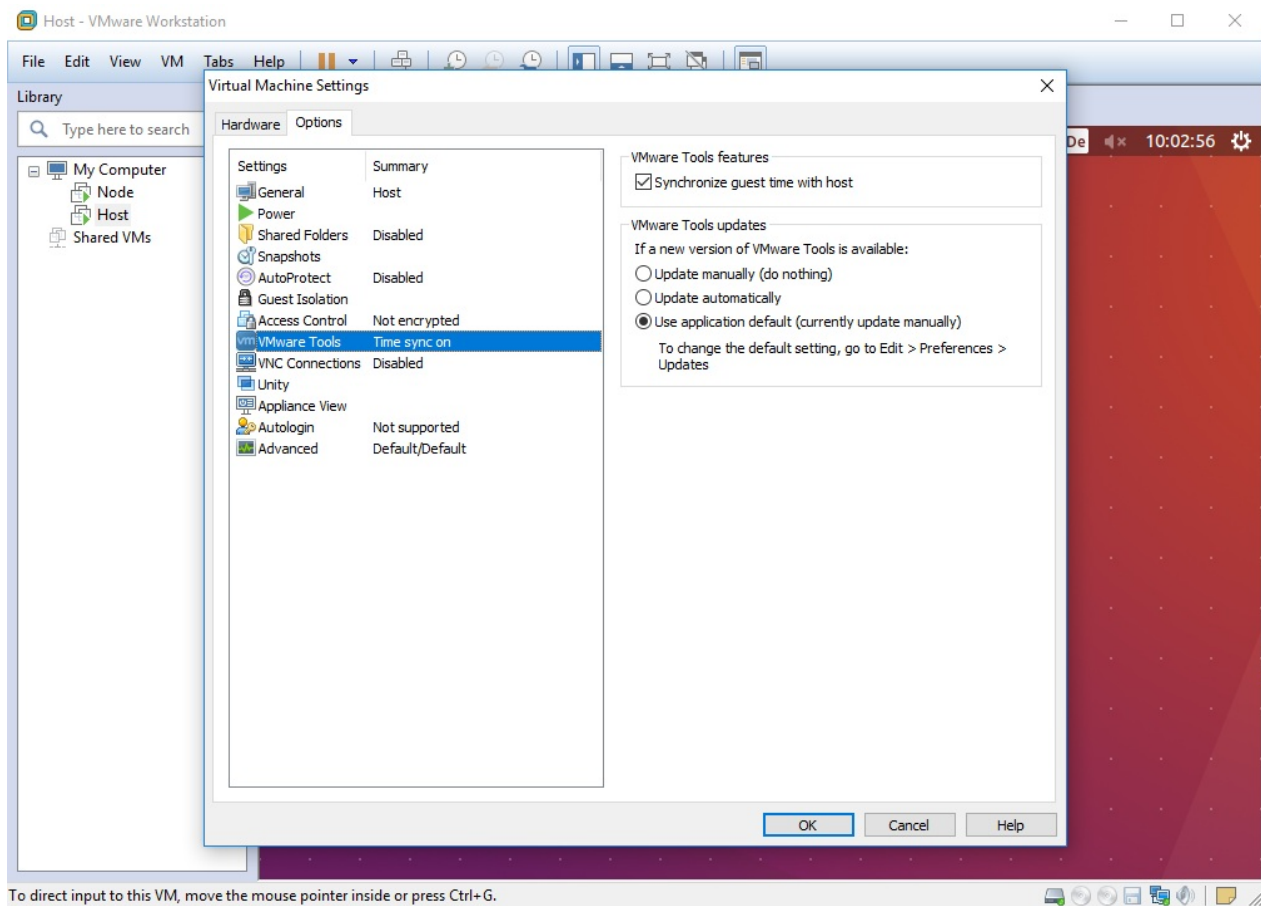 Host - VMware Workstation
File Edit View VM Tabs Help
Library
Type here to search
My Computer
Node
Host
Shared VMs
De 10:02:56
Virtual Machine Settings
Hardware Options
Settings Summary
General Host
Power
Shared Folders Disabled
Snapshots
AutoProtect Disabled
Guest Isolation
Access Control Not encrypted
vm VMware Tools Time sync on
VNC Connections Disabled
Unity
Appliance View
Autologin Not supported
Advanced Default/Default
VMware Tools features
Synchronize guest time with host
VMware Tools updates
If a new version of VMware Tools is available:
Update manually (do nothing)
Update automatically
Use application default (currently update manually)
To change the default setting, go to Edit > Preferences >
Updates
OK Cancel Help
To direct input to this VM, move the mouse pointer inside or press Ctrl+G.